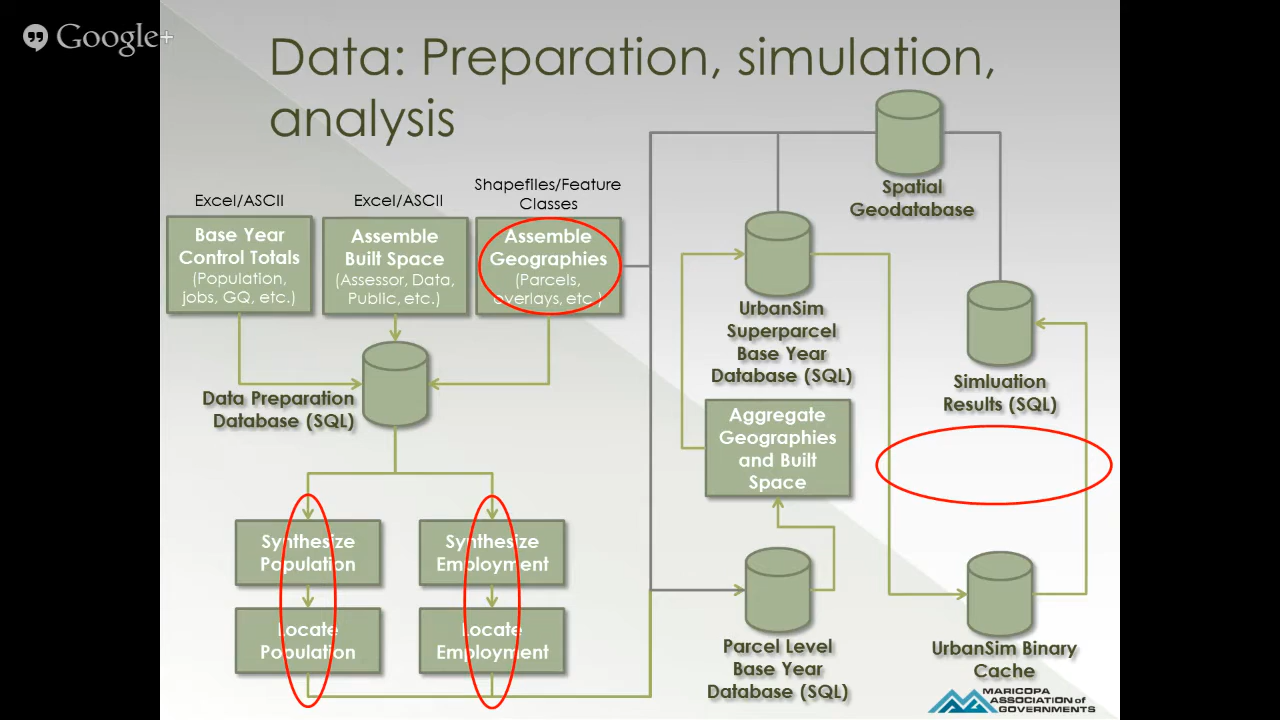 Google+
Data: Preparation, simulation,
analysis
Excel/ASCII
Base Year
Control Totals
(Population,
jobs, GQ, etc.)
Excel/ASCII
Assemble
Built Space
(Assessor, Data,
Public, etc.)
Shapefiles/Feature
Classes
Assemble
Geographies
(Parcels,
overlays, etc.)
Data Preparation
Database (SQL)
Synthesize
Population
Locate
Population
Synthesize
Employment
Locate
Employment
Spatial
Geodatabase
UrbanSim
Superparcel
Base Year
Database (SQL)
Aggregate
Geographies
and Built
Space
Parcel Level
Base Year
Database (SQL)
Simluation
Results (SQL)
UrbanSim Binary
Cache
MARICOPA
ASSOCIATION of
GOVERNMENTS